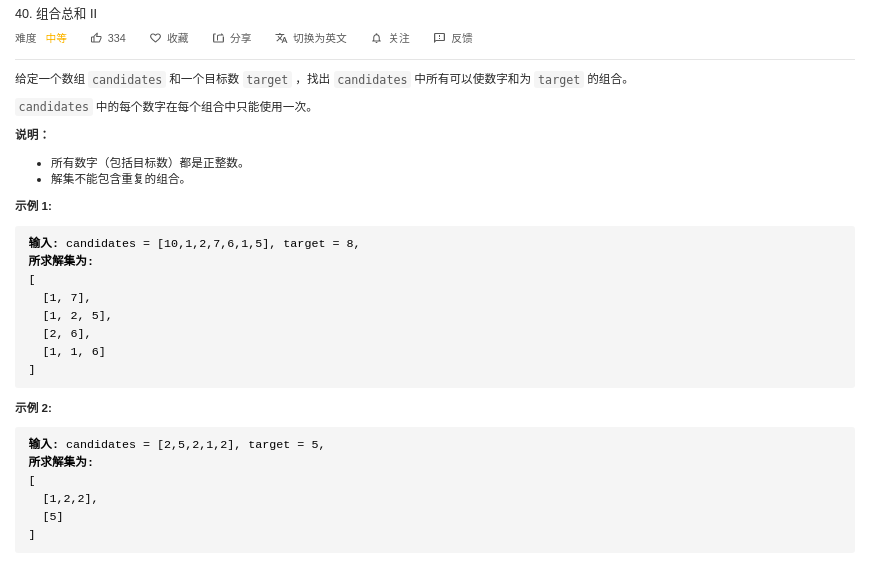 40. 组合总和 II
难度 中等 334 收藏 分享 切换为英文 关注 反馈
给定一个数组 candidates 和一个目标数 target ，找出 candidates 中所有可以使数字和为 target 的组合。
candidates 中的每个数字在每个组合中只能使用一次。
说明：
• 所有数字（包括目标数）都是正整数。
• 解集不能包含重复的组合。
示例 1:
输入: candidates = [10,1,2,7,6,1,5], target = 8,
所求解集为:
[
[1, 7],
[1, 2, 5],
[2, 6],
[1, 1, 6]
]
示例 2:
输入: candidates = [2,5,2,1,2], target = 5,
所求解集为:
[
[1,2,2],
[5]
]